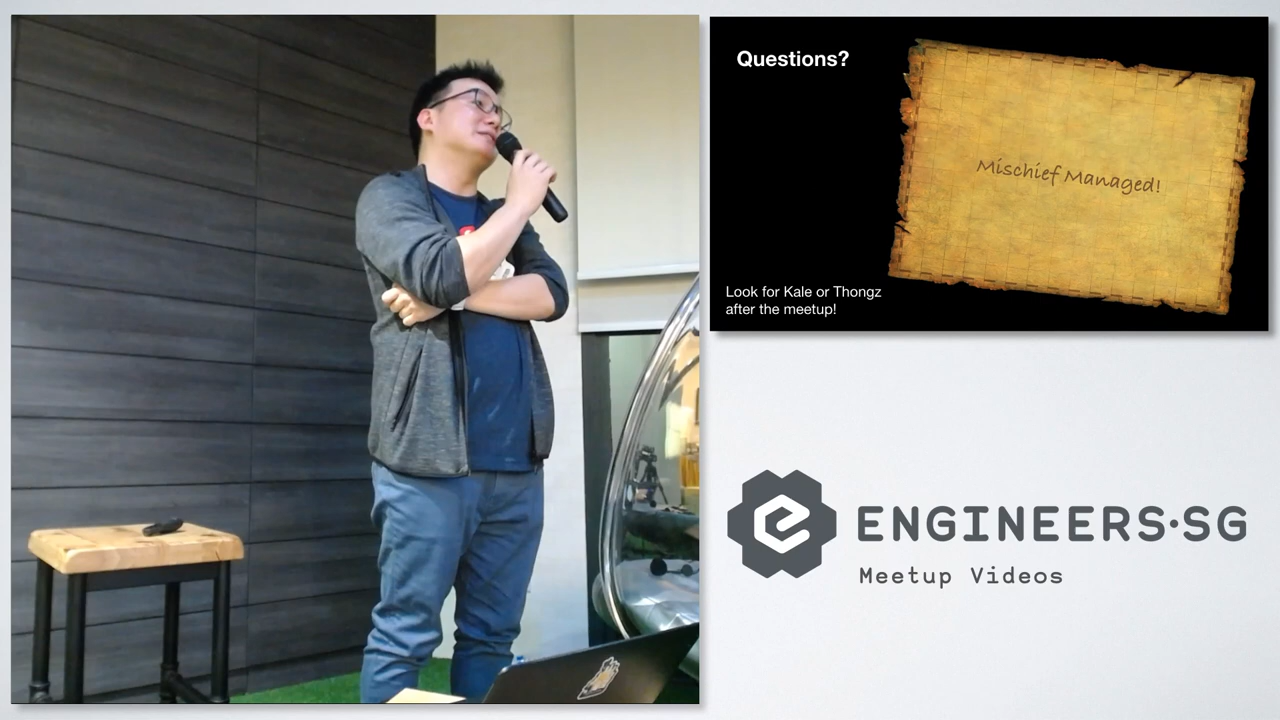 Questions?
Mischief Managed!
Look for Kale or Thongz
after the meetup!
ENGINEERS·SG
Meetup Videos